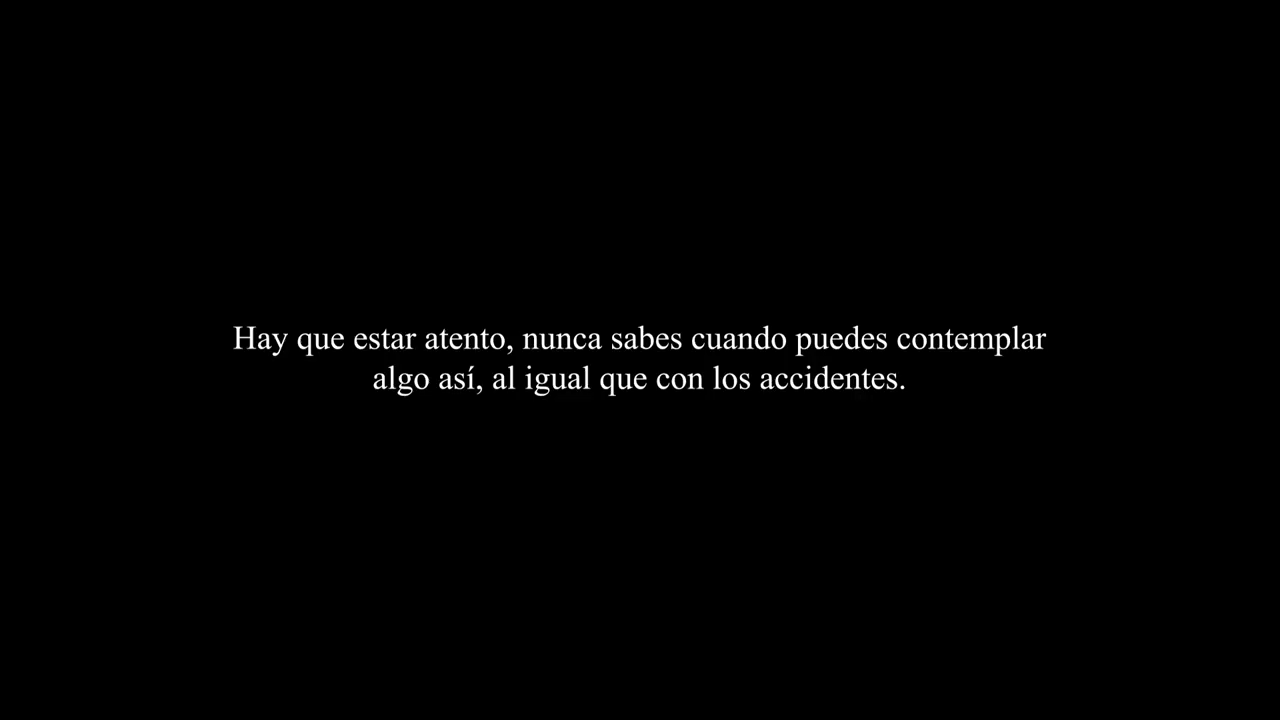 Hay que estar atento, nunca sabes cuando puedes contemplar
algo así, al igual que con los accidentes.